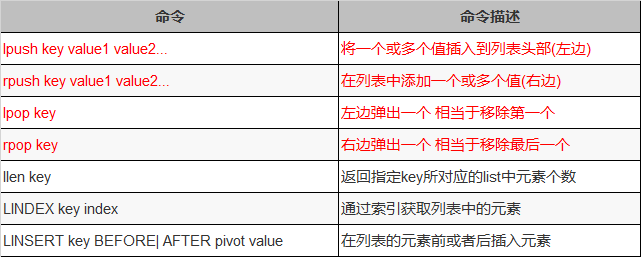 命令 命令描述
lpush key value1 value2... 将一个或多个值插入到列表头部(左边)
rpush key value1 value2... 在列表中添加一个或多个值(右边)
lpop key 左边弹出一个 相当于移除第一个
rpop key 右边弹出一个 相当于移除最后一个
llen key 返回指定key所对应的list中元素个数
LINDEX key index 通过索引获取列表中的元素
LINSERT key BEFORE| AFTER pivot value 在列表的元素前或者后插入元素